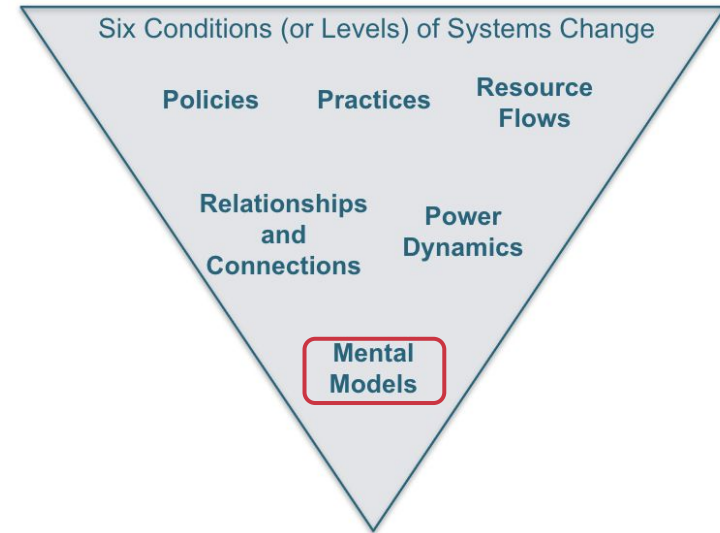 Six Conditions (or Levels) of Systems Change
Policies
Practices
Resource
Flows
Relationships
and
Connections
Power
Dynamics
Mental
Models